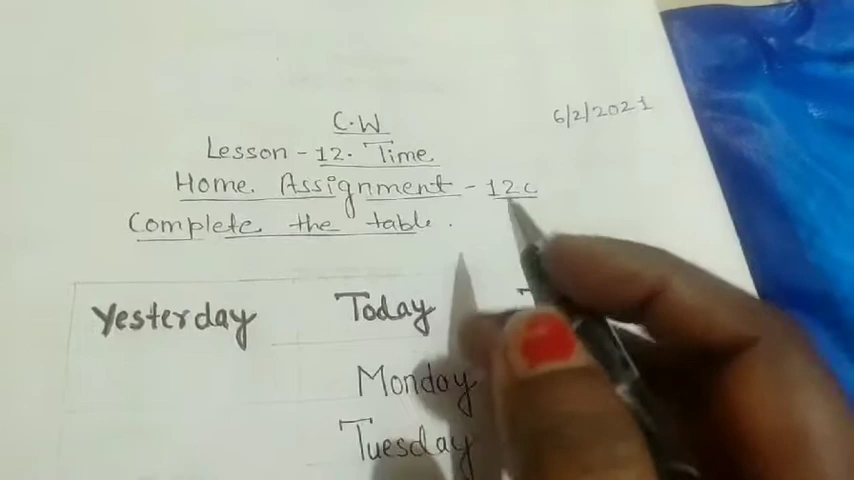 C.W
6/2/2021
Lesson - 12. Time.
Home. Assignment - 12c
Complete the table.
Yesterday Today
Monday
Tuesday